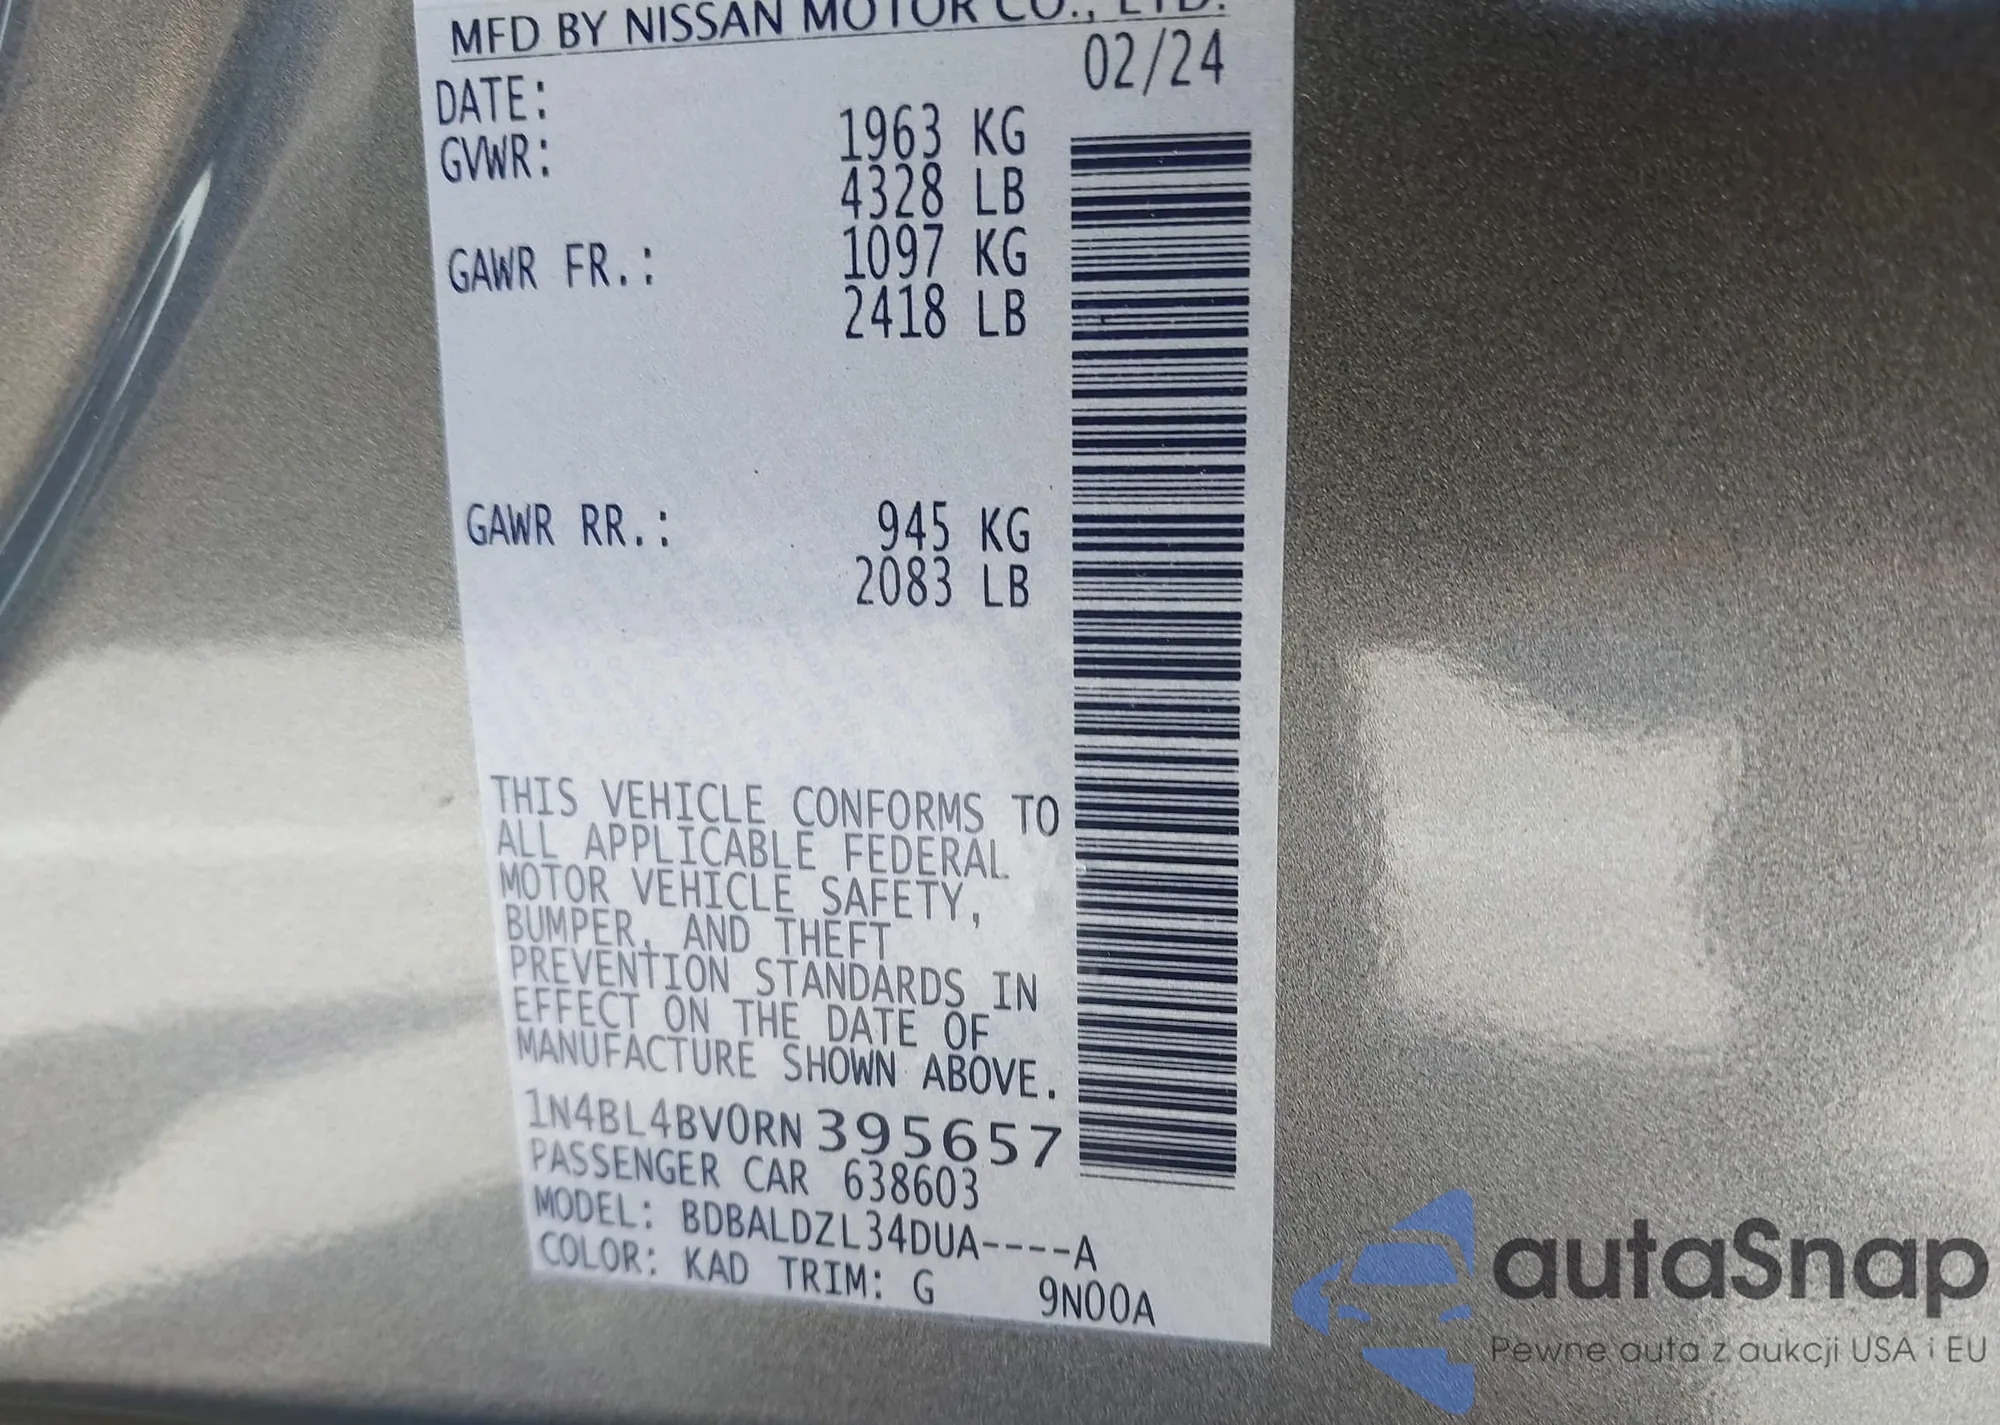 MFD BY NISSAN MOTOR CO., LTD.
DATE: 02/24
GVWR: 1963 KG
4328 LB
GAWR FR.: 1097 KG
2418 LB
GAWR RR.: 945 KG
2083 LB
THIS VEHICLE CONFORMS TO
ALL APPLICABLE FEDERAL
MOTOR VEHICLE SAFETY,
BUMPER, AND THEFT
PREVENTION STANDARDS IN
EFFECT ON THE DATE OF
MANUFACTURE SHOWN ABOVE.
1N4BL4BV0RN395657
PASSENGER CAR 638603
MODEL: BDBALDZL34DUA----A
COLOR: KAD TRIM: G 9N00A
autaSnap
Pewne auta z aukcji USA i EU